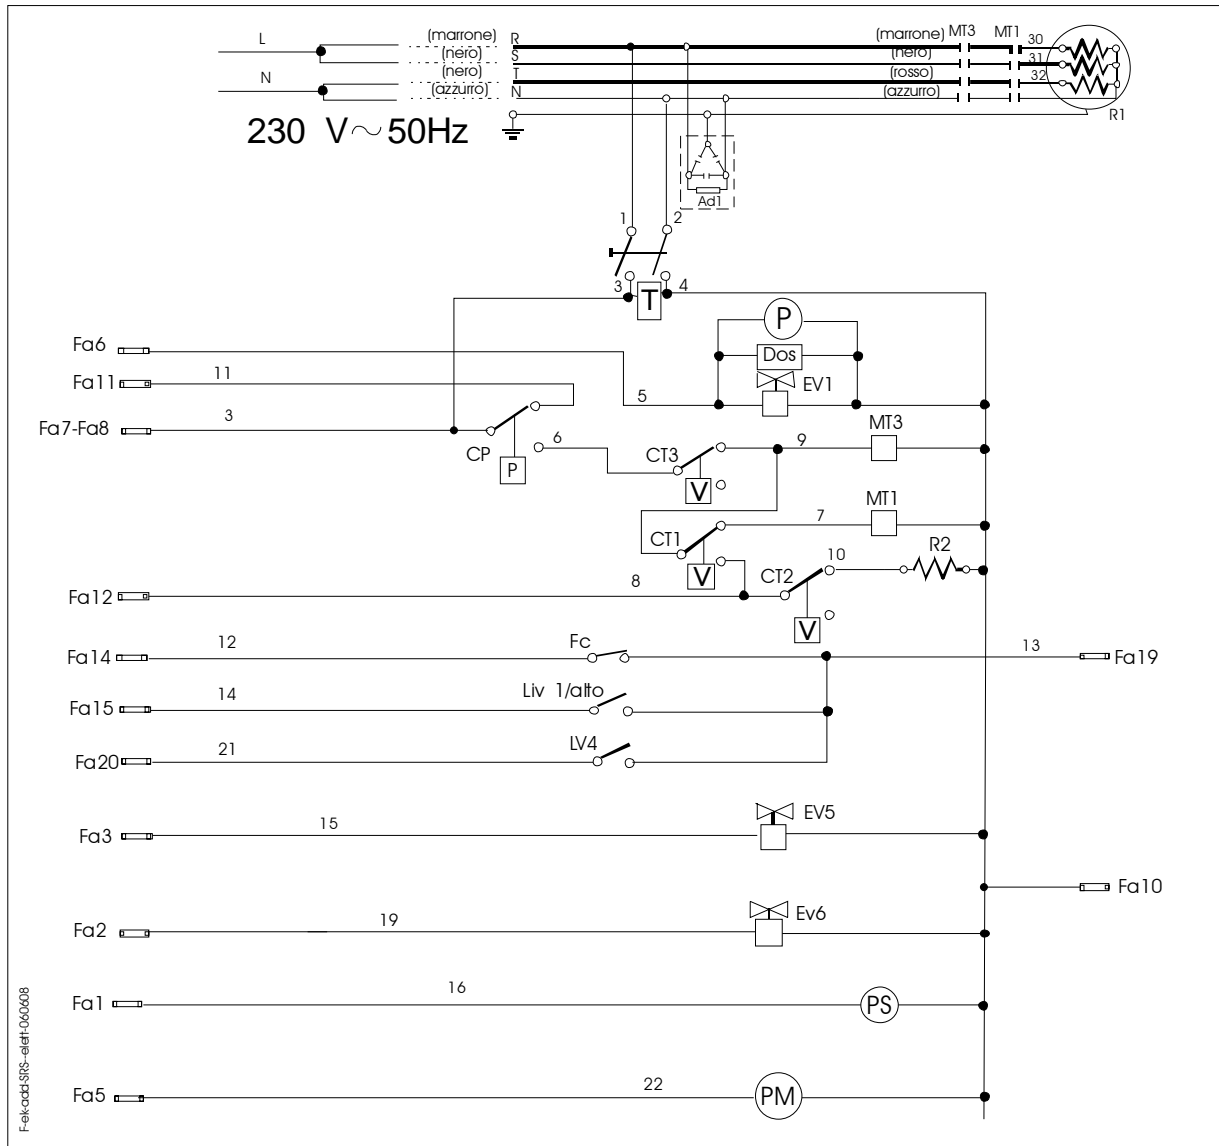 L (marrone) R (marrone) MT3 MT1 30
(nero) S (nero) 31
N (nero) T (rosso) 32
(azzurro) N (azzurro)
R1
230 V～ 50Hz
Ad1
1 2
3 T 4
P
Fa6 Dos
Fa11 11 5 EV1
Fa7-Fa8 3 MT3
CP 6 CT3 9
P V
7 MT1
CT1 R2
V 10
8 CT2
Fa12
V
12 Fc 13
Fa14 Fa19
14 Liv 1/alto
Fa15
21 LV4
Fa20
15 EV5
Fa3
Fa10
19 Ev6
Fa2
16
Fa1 PS
22
Fa5 PM
F-ek-add-SRS--elett-060608